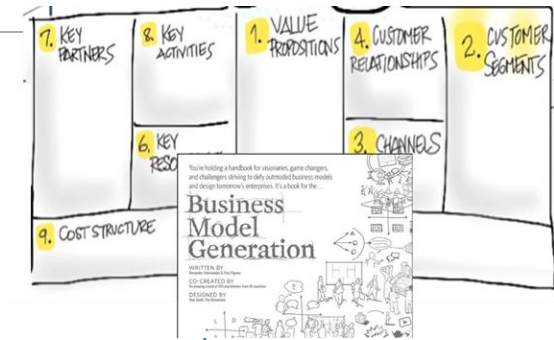 7. KEY
PARTNERS
8. KEY
ACTIVITIES
1. VALUE
PROPOSITIONS
4. CUSTOMER
RELATIONSHIPS
2. CUSTOMER
SEGMENTS
6. KEY
3. CHANNELS
9. COST STRUCTURE
You're holding a handbook for visionaries, game changers,
and challengers striving to defy outmoded business models
and design tomorrow's enterprises. It's a book for the...
Business
Model
Generation
WRITTEN BY
CO-CREATED BY
DESIGNED BY